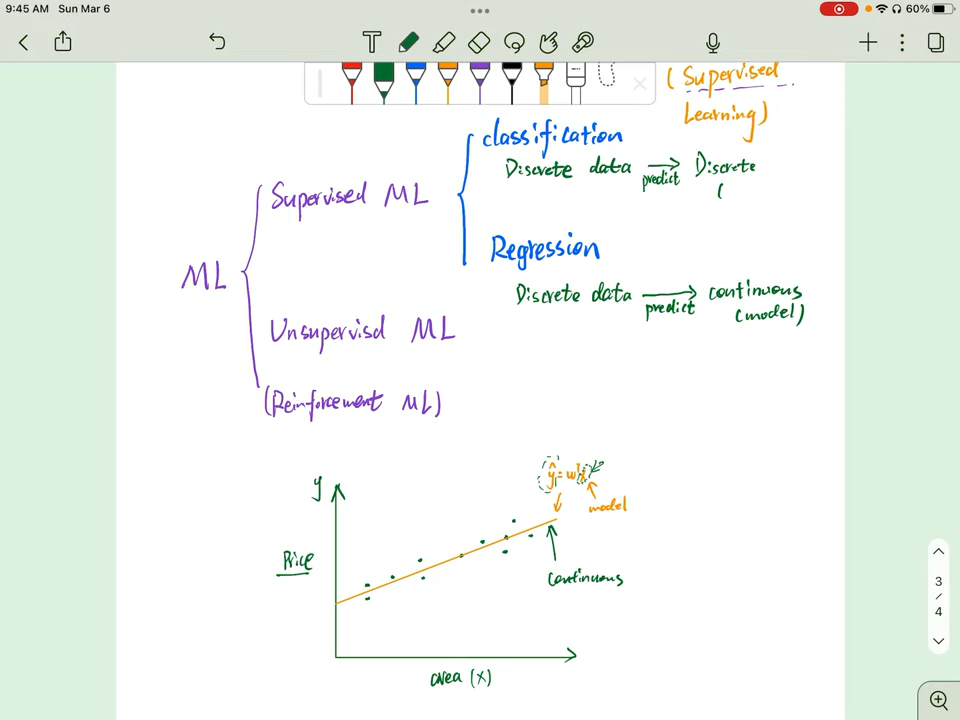 9:45 AM Sun Mar 6
60%
T
( Supervised
Learning )
classification
Discrete data predict Discrete
(
Supervised ML
Regression
ML
Discrete data predict continuous
(model)
Unsupervisd ML
(Reinforcement ML)
3
/
4
y
model
Price
continuous
area (x)